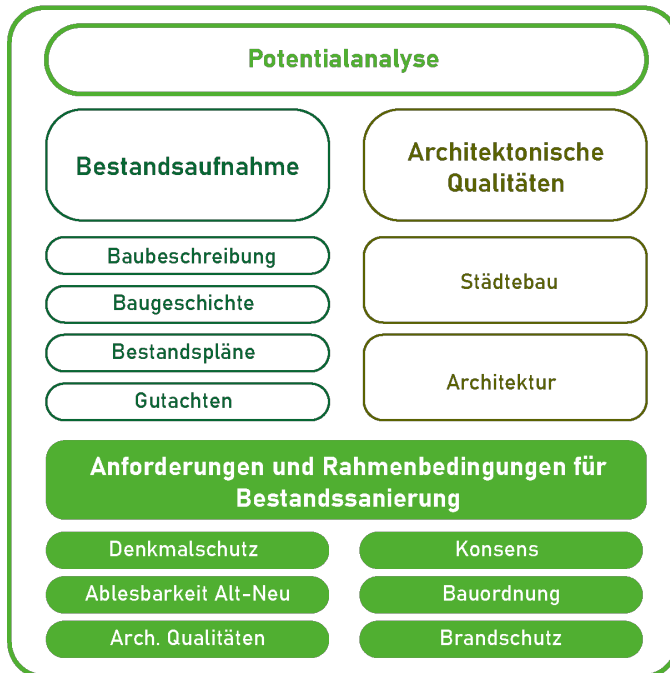 Potentialanalyse
Bestandsaufnahme
Architektonische
Qualitäten
Baubeschreibung
Baugeschichte
Bestandspläne
Gutachten
Städtebau
Architektur
Anforderungen und Rahmenbedingungen für
Bestandssanierung
Denkmalschutz
Ablesbarkeit Alt-Neu
Arch. Qualitäten
Konsens
Bauordnung
Brandschutz